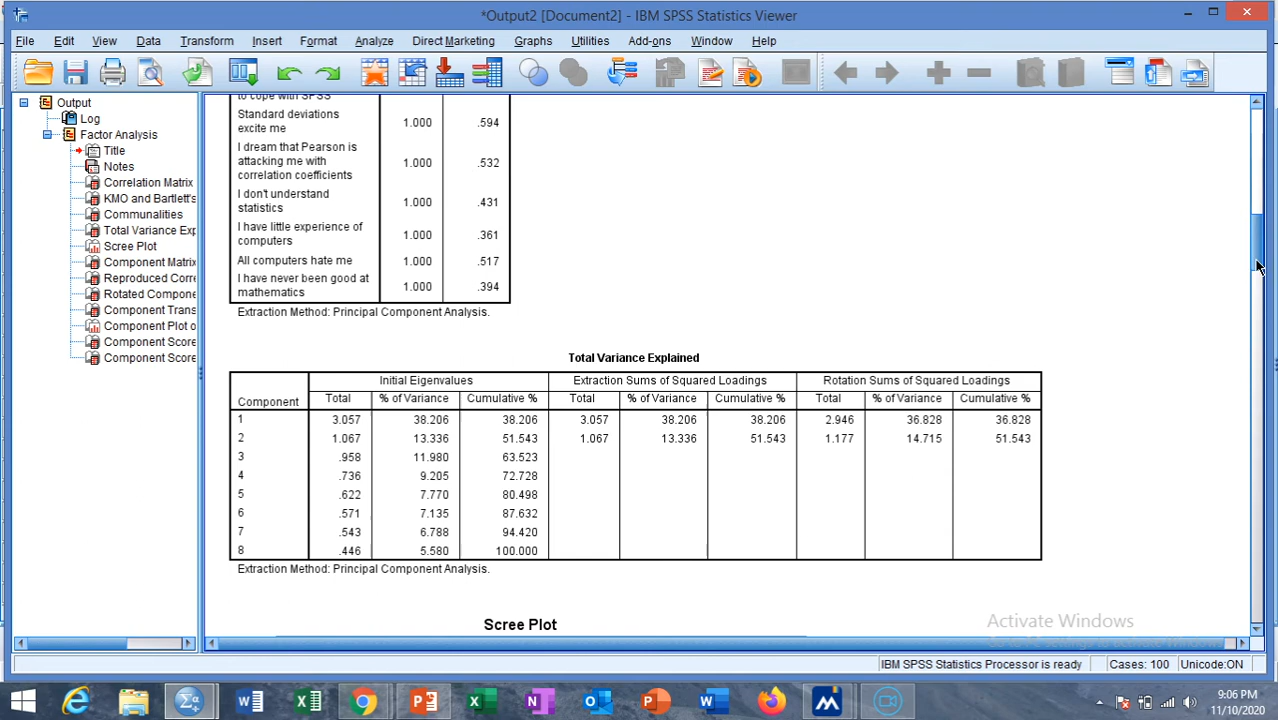 *Output2 [Document2] - IBM SPSS Statistics Viewer
File Edit View Data Transform Insert Format Analyze Direct Marketing Graphs Utilities Add-ons Window Help
Output
Log
Factor Analysis
Title
Notes
Correlation Matrix
KMO and Bartlett's
Communalities
Total Variance Exp
Scree Plot
Component Matrix
Reproduced Corre
Rotated Compone
Component Trans
Component Plot o
Component Score
Component Score
to cope with SPSS
Standard deviations
excite me 1.000 .594
I dream that Pearson is
attacking me with 1.000 .532
correlation coefficients
I don't understand
statistics 1.000 .431
I have little experience of
computers 1.000 .361
All computers hate me 1.000 .517
I have never been good at
mathematics 1.000 .394
Extraction Method: Principal Component Analysis.
Total Variance Explained
Initial Eigenvalues Extraction Sums of Squared Loadings Rotation Sums of Squared Loadings
Component Total % of Variance Cumulative % Total % of Variance Cumulative % Total % of Variance Cumulative %
1 3.057 38.206 38.206 3.057 38.206 38.206 2.946 36.828 36.828
2 1.067 13.336 51.543 1.067 13.336 51.543 1.177 14.715 51.543
3 .958 11.980 63.523
4 .736 9.205 72.728
5 .622 7.770 80.498
6 .571 7.135 87.632
7 .543 6.788 94.420
8 .446 5.580 100.000
Extraction Method: Principal Component Analysis.
Scree Plot
Activate Windows
IBM SPSS Statistics Processor is ready Cases: 100 Unicode:ON
9:06 PM
11/10/2020